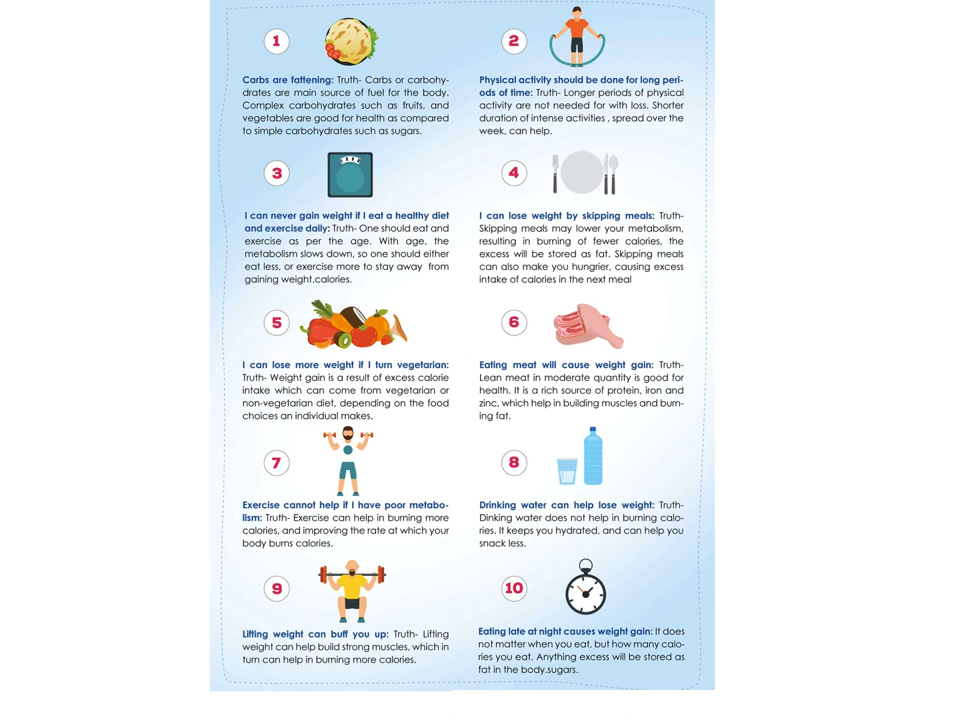 1
Carbs are fattening: Truth- Carbs or carbohy-
drates are main source of fuel for the body.
Complex carbohydrates such as fruits, and
vegetables are good for health as compared
to simple carbohydrates such as sugars.
2
Physical activity should be done for long peri-
ods of time: Truth- Longer periods of physical
activity are not needed for with loss. Shorter
duration of intense activities , spread over the
week, can help.
3
I can never gain weight if I eat a healthy diet
and exercise daily: Truth- One should eat and
exercise as per the age. With age, the
metabolism slows down, so one should either
eat less, or exercise more to stay away from
gaining weight.calories.
4
I can lose weight by skipping meals: Truth-
Skipping meals may lower your metabolism,
resulting in burning of fewer calories, the
excess will be stored as fat. Skipping meals
can also make you hungrier, causing excess
intake of calories in the next meal
5
I can lose more weight if I turn vegetarian:
Truth- Weight gain is a result of excess calorie
intake which can come from vegetarian or
non-vegetarian diet, depending on the food
choices an individual makes.
6
Eating meat will cause weight gain: Truth-
Lean meat in moderate quantity is good for
health. It is a rich source of protein, iron and
zinc, which help in building muscles and burn-
ing fat.
7
Exercise cannot help if I have poor metabo-
lism: Truth- Exercise can help in burning more
calories, and improving the rate at which your
body burns calories.
8
Drinking water can help lose weight: Truth-
Drinking water does not help in burning calo-
ries. It keeps you hydrated, and can help you
snack less.
9
Lifting weight can buff you up: Truth- Lifting
weight can help build strong muscles, which in
turn can help in burning more calories.
10
Eating late at night causes weight gain: It does
not matter when you eat, but how many calo-
ries you eat. Anything excess will be stored as
fat in the body.sugars.